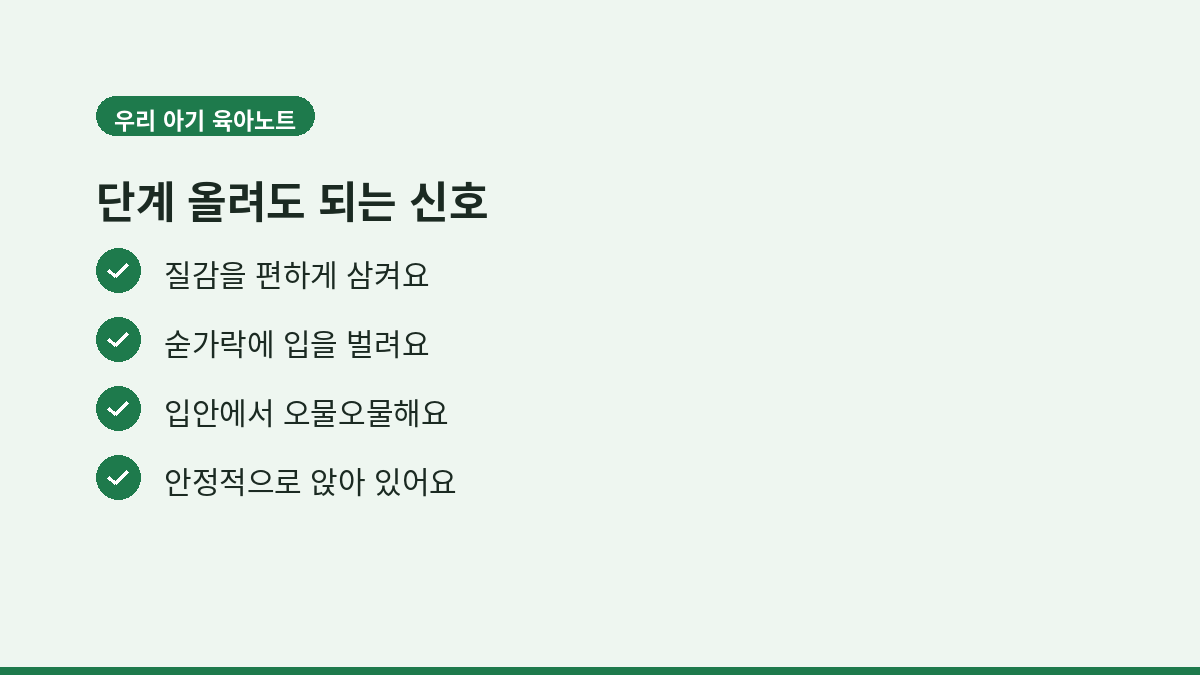 우리 아기 육아노트
단계 올려도 되는 신호
질감을 편하게 삼켜요
숟가락에 입을 벌려요
입안에서 오물오물해요
안정적으로 앉아 있어요